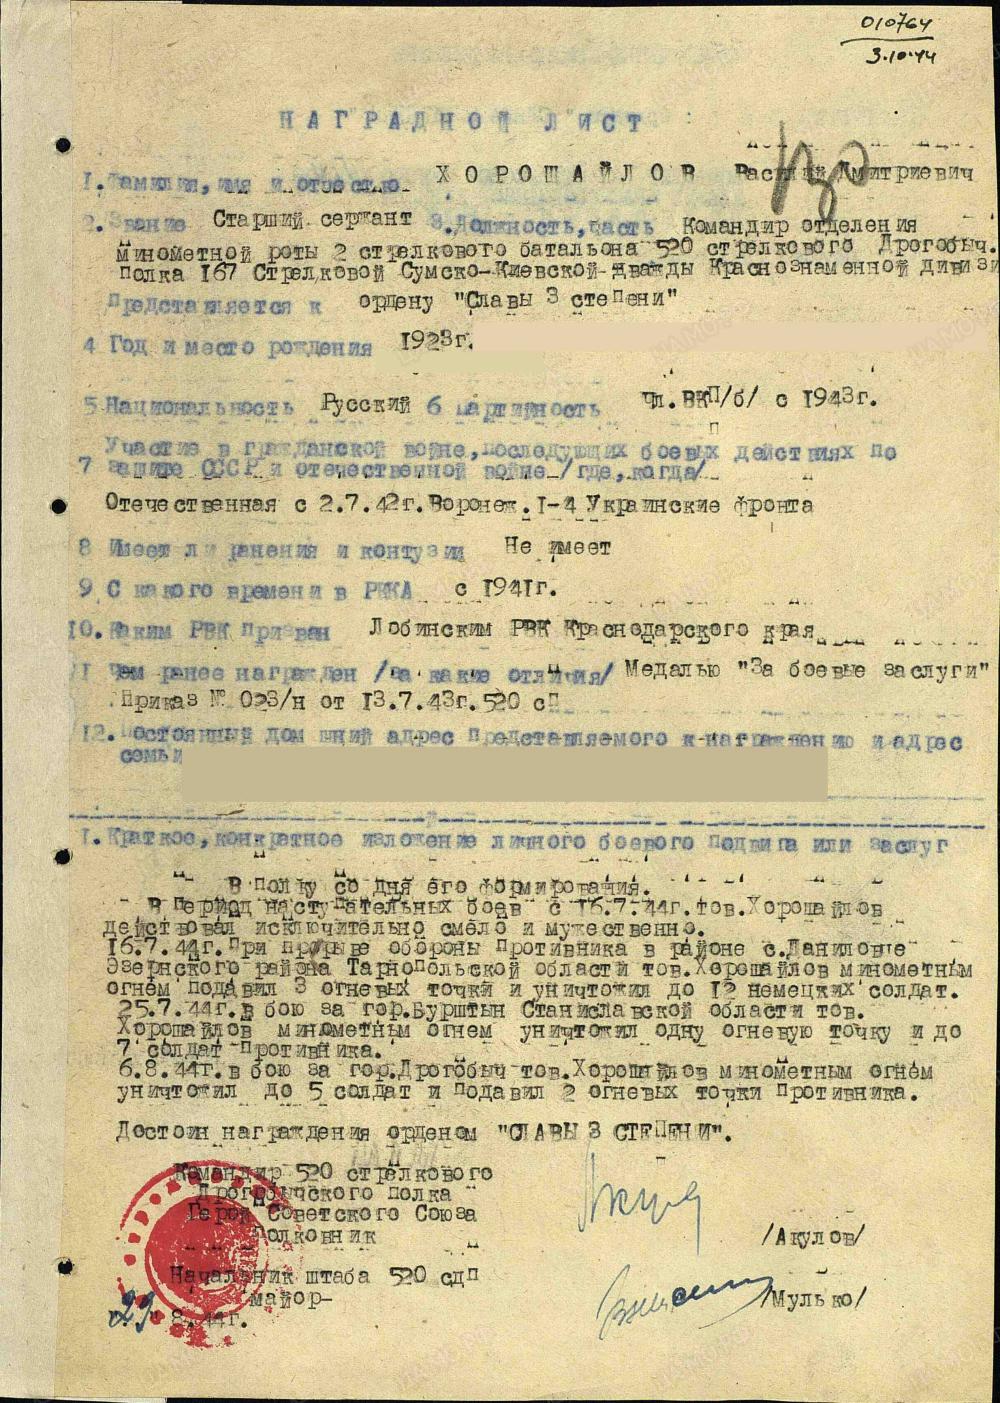 010764
3.10.44
НАГРАДНОЙ ЛИСТ
1. Фамилия, имя и отчество ХОРОШАЙЛОВ Василий Дмитриевич
2. Звание Старший сержант 3. Должность, часть Командир отделения
минометной роты 2 стрелкового батальона 520 стрелкового Дрогобыч.
полка 167 Стрелковой Сумско-Киевской дважды Краснознаменной дивизи
Представляется к ордену "Славы 3 степени"
4 Год и место рождения 1923г.
5 Национальность Русский 6 партийность Чл.ВКП/б/ с 1943г.
Участие в гражданской войне, последующих боевых действиях по
7 защите СССР и отечественной войне /где, когда/
Отечественная с 2.7.42г. Воронеж. 1-4 Украинские фронта
8 Имеет ли ранения и контузии Не имеет
9 С какого времени в РККА с 1941г.
10. Каким РВК призван Лобинским РВК Краснодарского края
11 Чем ранее награжден /за какие отличия/ Медалью "За боевые заслуги"
Приказ № 023/н от 13.7.43г. 520 сп
12. Постоянный домашний адрес представляемого к награждению и адрес
семьи
1. Краткое, конкретное изложение личного боевого подвига или заслуг
В полку со дня его формирования.
В период наступательных боев с 16.7.44г. тов.Хорошайлов
действовал исключительно смело и мужественно.
16.7.44г. При прорыве обороны противника в районе с.Даниловце
Эзернского района Тарнопольской области тов.Хорошайлов минометным
огнем подавил 3 огневых точки и уничтожил до 12 немецких солдат.
25.7.44г. в бою за гор.Бурштын Станиславской области тов.
Хорошайлов минометным огнем уничтожил одну огневую точку и до
7 солдат противника.
6.8.44г. в бою за гор.Дрогобыч тов.Хорошайлов минометным огнем
уничтожил до 5 солдат и подавил 2 огневых точки противника.
Достоин награждения орденом "СЛАВЫ 3 СТЕПЕНИ".
Командир 520 стрелкового
Дрогобычского полка
Герой Советского Союза
Полковник /Акулов/
Начальник штаба 520 сдп
майор- /Мулько/
"23" 8.44г.